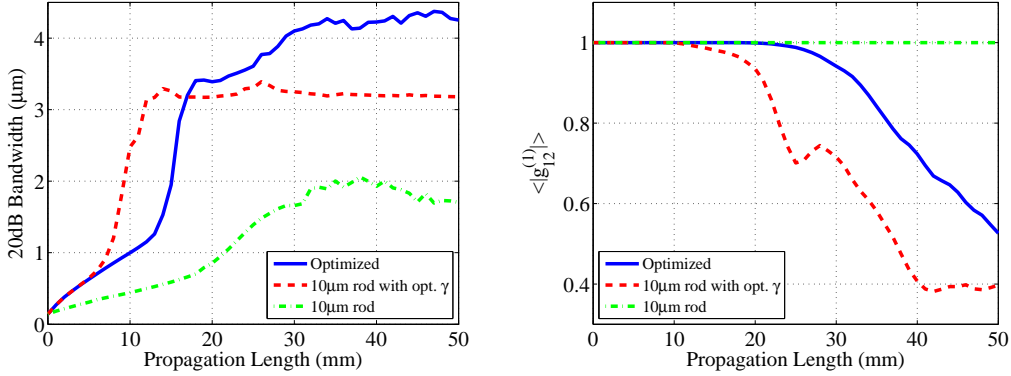 20dB Bandwidth (μm)
4
3
2
1
0
0 10 20 30 40 50
Propagation Length (mm)
Optimized
10μm rod with opt. γ
10μm rod
<|g₁₂⁽¹⁾|>
1
0.8
0.6
0.4
0 10 20 30 40 50
Propagation Length (mm)
Optimized
10μm rod with opt. γ
10μm rod